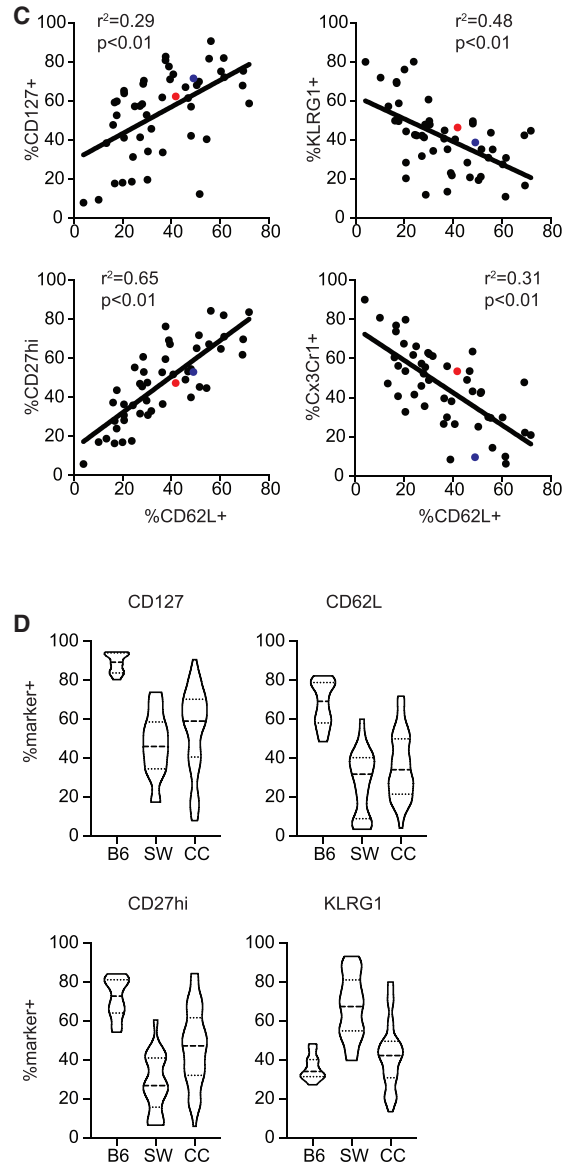 C
r²=0.29
p<0.01
%CD127+
100
80
60
40
20
0
0 20 40 60 80
r²=0.48
p<0.01
%KLRG1+
100
80
60
40
20
0
0 20 40 60 80
r²=0.65
p<0.01
%CD27hi
100
80
60
40
20
0
0 20 40 60 80
%CD62L+
r²=0.31
p<0.01
%Cx3Cr1+
100
80
60
40
20
0
0 20 40 60 80
%CD62L+
D
CD127
%marker+
100
80
60
40
20
0
B6 SW CC
CD62L
100
80
60
40
20
0
B6 SW CC
CD27hi
%marker+
100
80
60
40
20
0
B6 SW CC
KLRG1
100
80
60
40
20
0
B6 SW CC